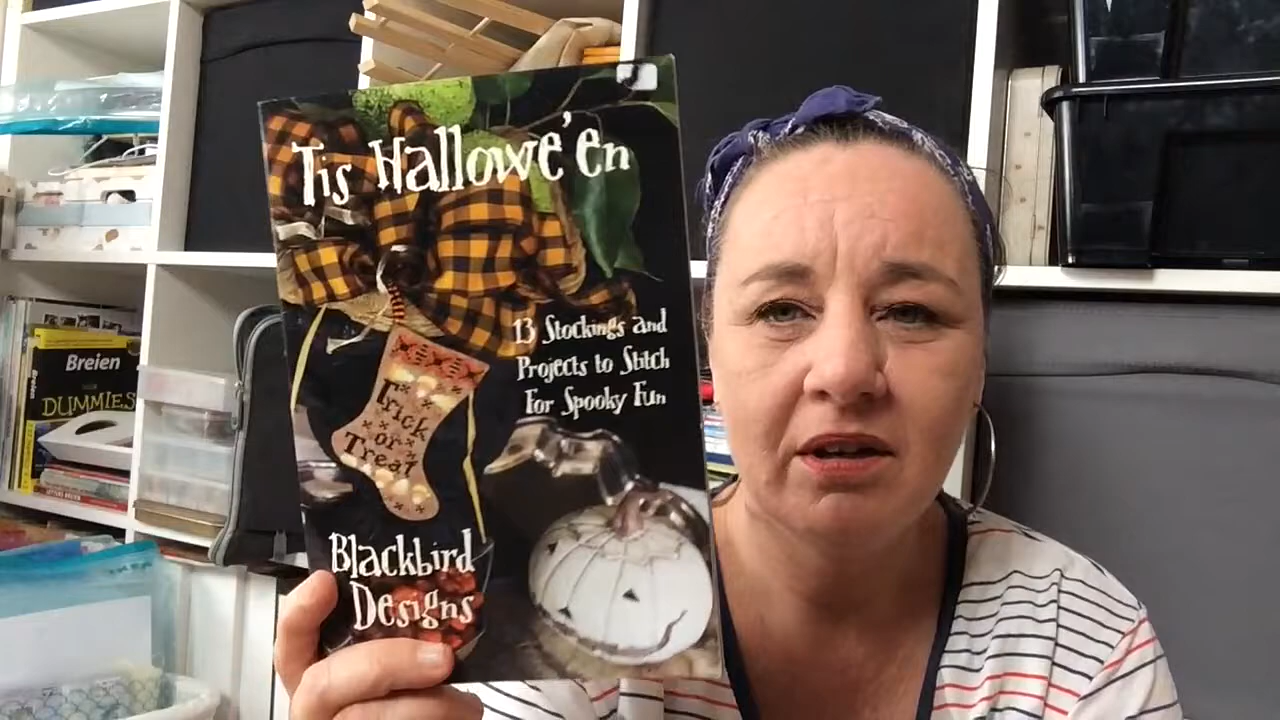 Tis Hallowe'en
13 Stockings and
Projects to Stitch
For Spooky Fun
Trick
or
Treat
Blackbird
Designs
Breien
DUMMIES
Breien